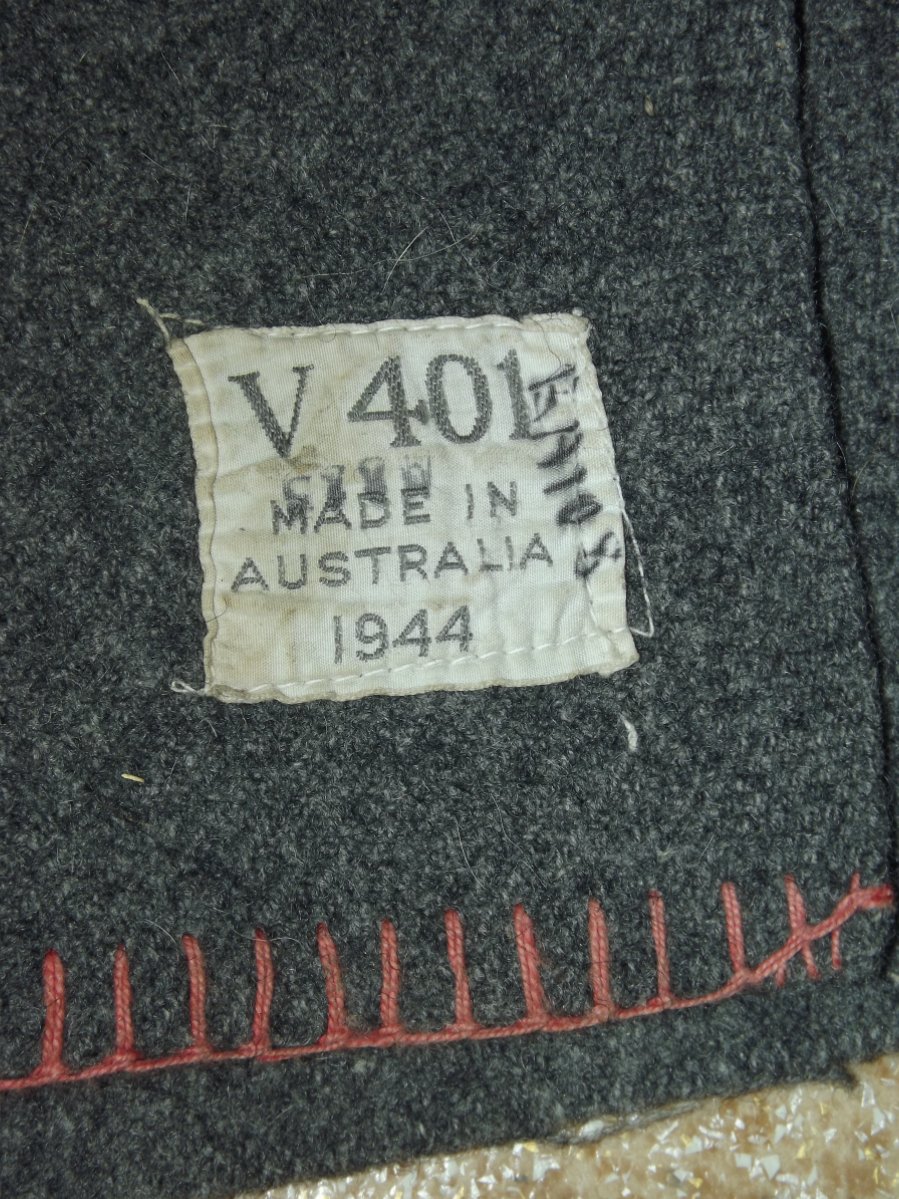 V 401
MADE IN
AUSTRALIA
1944